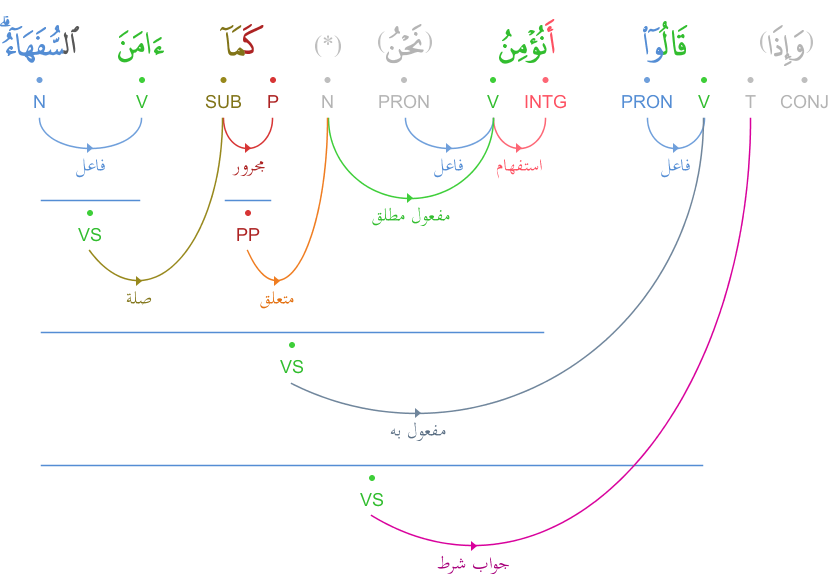 (وَإِذَا) قَالُوٓا۟ أَنُؤْمِنُ (نَحْنُ) (*) كَمَآ ءَامَنَ ٱلسُّفَهَآءُ ۗ
CONJ T V PRON INTG V PRON N P SUB V N
فاعل استفهام فاعل مجرور فاعل
مفعول مطلق
PP VS
متعلق صلة
VS
مفعول به
VS
جواب شرط